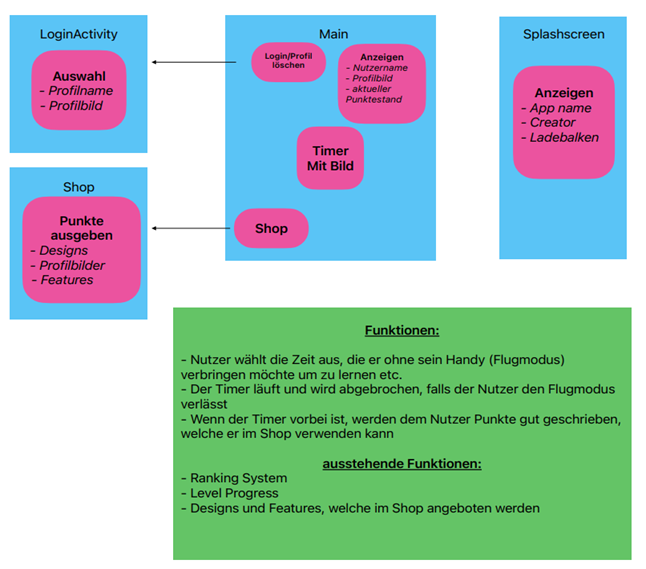 LoginActivity
Auswahl
- Profilname
- Profilbild
Main
Login/Profil
löschen
Anzeigen
- Nutzername
- Profilbild
- aktueller
Punktestand
Timer
Mit Bild
Shop
Splashscreen
Anzeigen
- App name
- Creator
- Ladebalken
Shop
Punkte
ausgeben
- Designs
- Profilbilder
- Features
Funktionen:
- Nutzer wählt die Zeit aus, die er ohne sein Handy (Flugmodus)
verbringen möchte um zu lernen etc.
- Der Timer läuft und wird abgebrochen, falls der Nutzer den Flugmodus
verlässt
- Wenn der Timer vorbei ist, werden dem Nutzer Punkte gut geschrieben,
welche er im Shop verwenden kann
ausstehende Funktionen:
- Ranking System
- Level Progress
- Designs und Features, welche im Shop angeboten werden